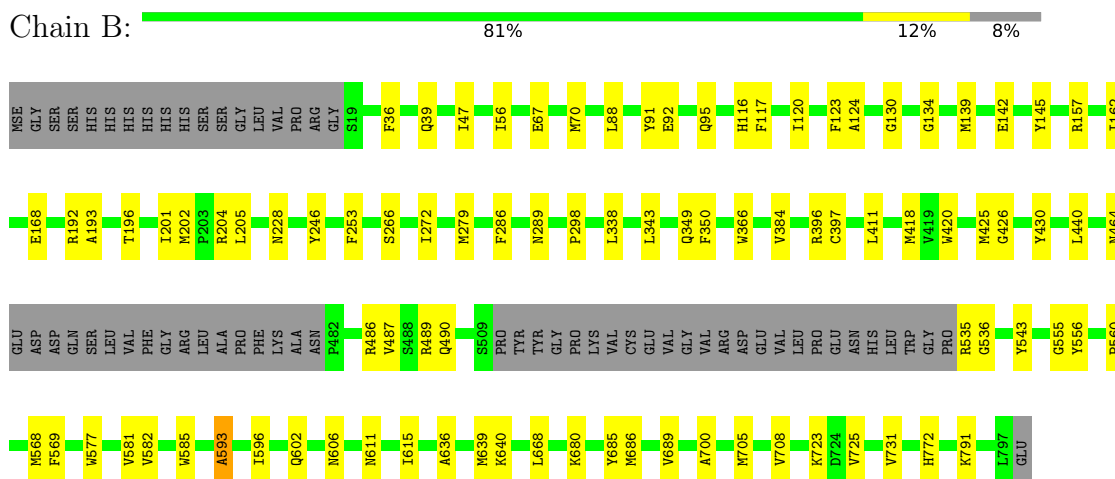 Chain B:
81% 12% 8%
MSE GLY SER SER HIS HIS HIS HIS HIS HIS SER SER GLY LEU VAL PRO ARG GLY S19 F36 Q39 I47 I56 E67 M70 L88 Y91 E92 Q95 H116 F117 I120 F123 A124 G130 G134 M139 E142 Y145 R157
E168 R192 A193 T196 I201 M202 P203 R204 L205 N228 Y246 F253 S266 I272 M279 F286 N289 P298 L338 L343 Q349 F350 W366 V384 R396 C397 L411 M418 V419 W420 M425 G426 Y430 L440
GLU ASP ASP GLN SER LEU VAL PHE GLY ARG LEU ALA PRO PHE LYS ALA ASN P482 R486 V487 S488 R489 Q490 S509 PRO TYR TYR GLY PRO LYS VAL CYS GLU VAL GLY VAL ARG ASP GLU VAL LEU PRO GLU ASN HIS LEU TRP GLY PRO R535 G536 Y543 G555 Y556
M568 F569 W577 V581 V582 W585 A593 I596 Q602 N606 N611 I615 A636 M639 K640 L668 K680 Y685 M686 V689 A700 M705 V708 K723 D724 V725 V731 H772 K791 L797 GLU